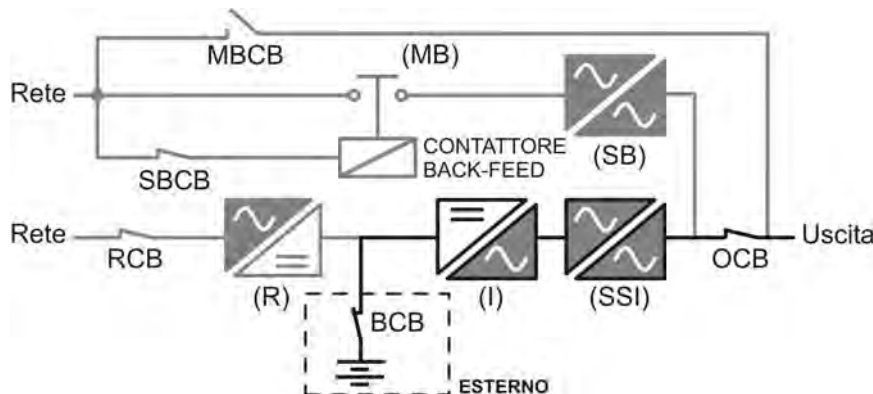 MBCB
(MB)
Rete
CONTATTORE
BACK-FEED
(SB)
SBCB
Rete
Uscita
RCB
OCB
(R)
(I)
(SSI)
BCB
ESTERNO